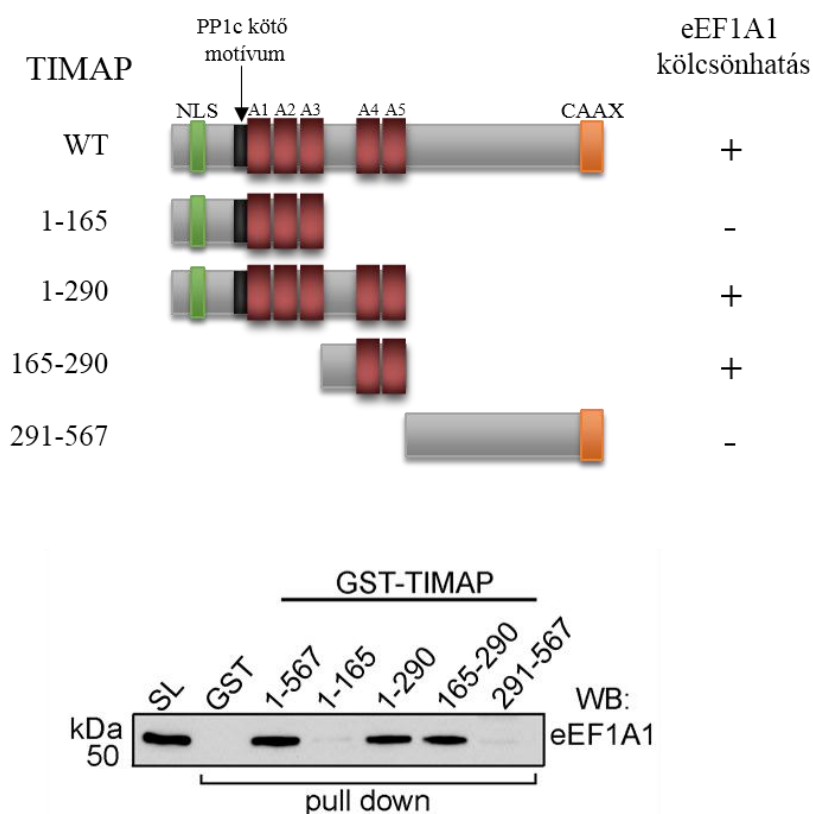 PP1c kötő
motívum
eEF1A1
kölcsönhatás
TIMAP
NLS A1 A2 A3 A4 A5 CAAX
WT +
1-165 -
1-290 +
165-290 +
291-567 -
GST-TIMAP
SL GST 1-567 1-165 1-290 165-290 291-567 WB:
kDa
50
eEF1A1
pull down